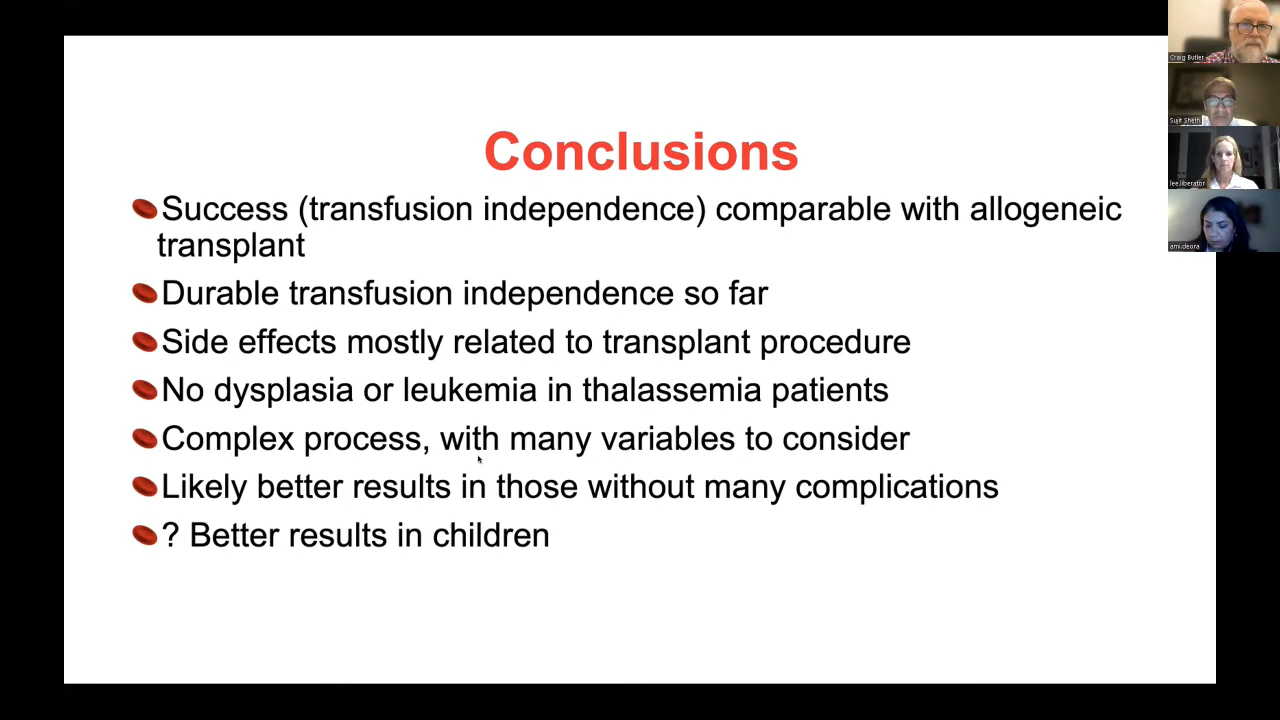 Conclusions
Success (transfusion independence) comparable with allogeneic
transplant
Durable transfusion independence so far
Side effects mostly related to transplant procedure
No dysplasia or leukemia in thalassemia patients
Complex process, with many variables to consider
Likely better results in those without many complications
? Better results in children
Craig Butler
Sujit Sheth
lee.liberator
ami.deora